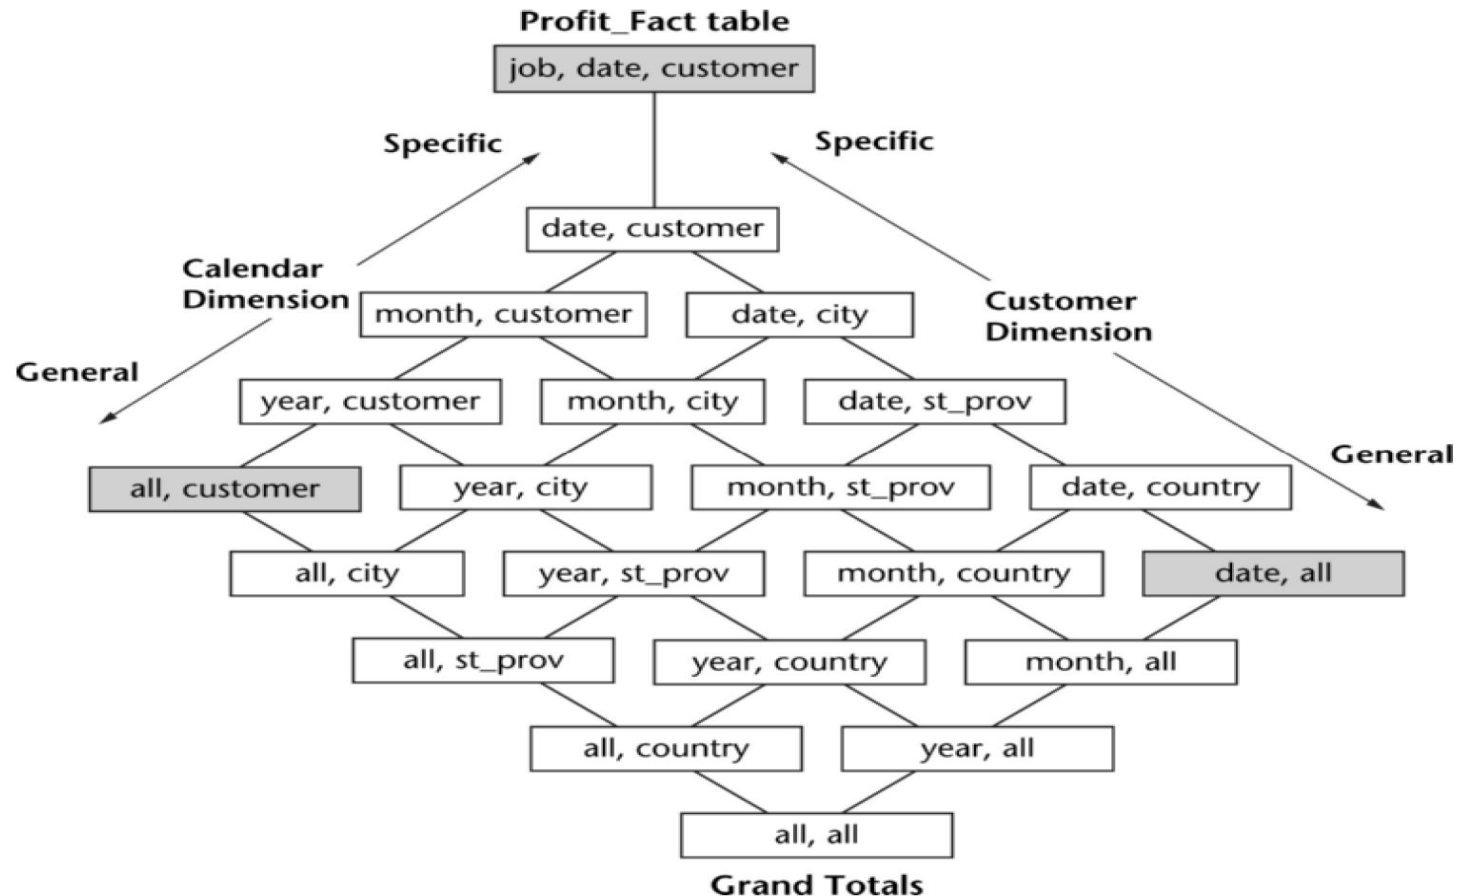 Profit_Fact table
job, date, customer
Specific
Specific
date, customer
Calendar
Dimension
month, customer
date, city
Customer
Dimension
General
year, customer
month, city
date, st_prov
General
all, customer
year, city
month, st_prov
date, country
all, city
year, st_prov
month, country
date, all
all, st_prov
year, country
month, all
all, country
year, all
all, all
Grand Totals